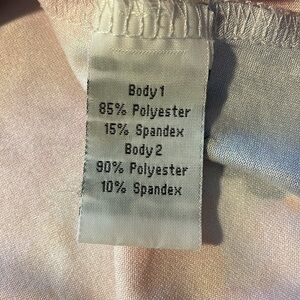 Body 1
85% Polyester
15% Spandex
Body 2
90% Polyester
10% Spandex